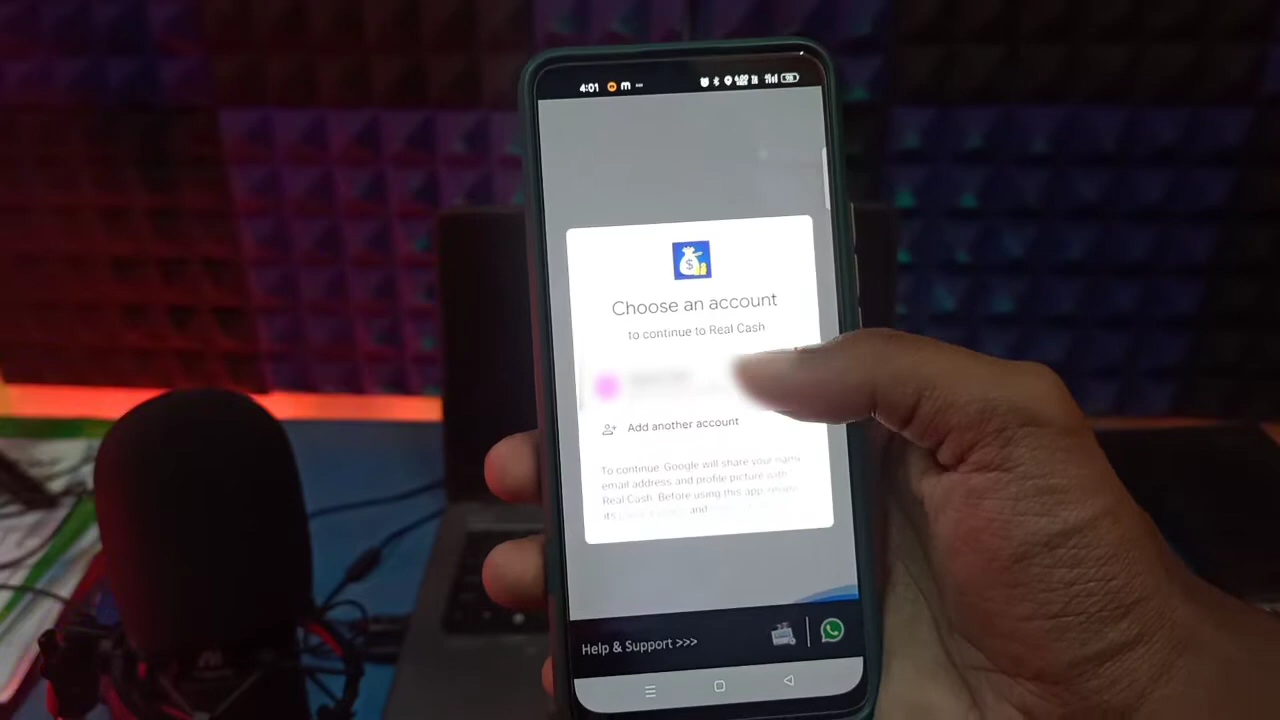 4:01
Choose an account
to continue to Real Cash
Add another account
To continue, Google will share your name
email address and profile picture with
Real Cash. Before using this app, review
its and
Help & Support >>>